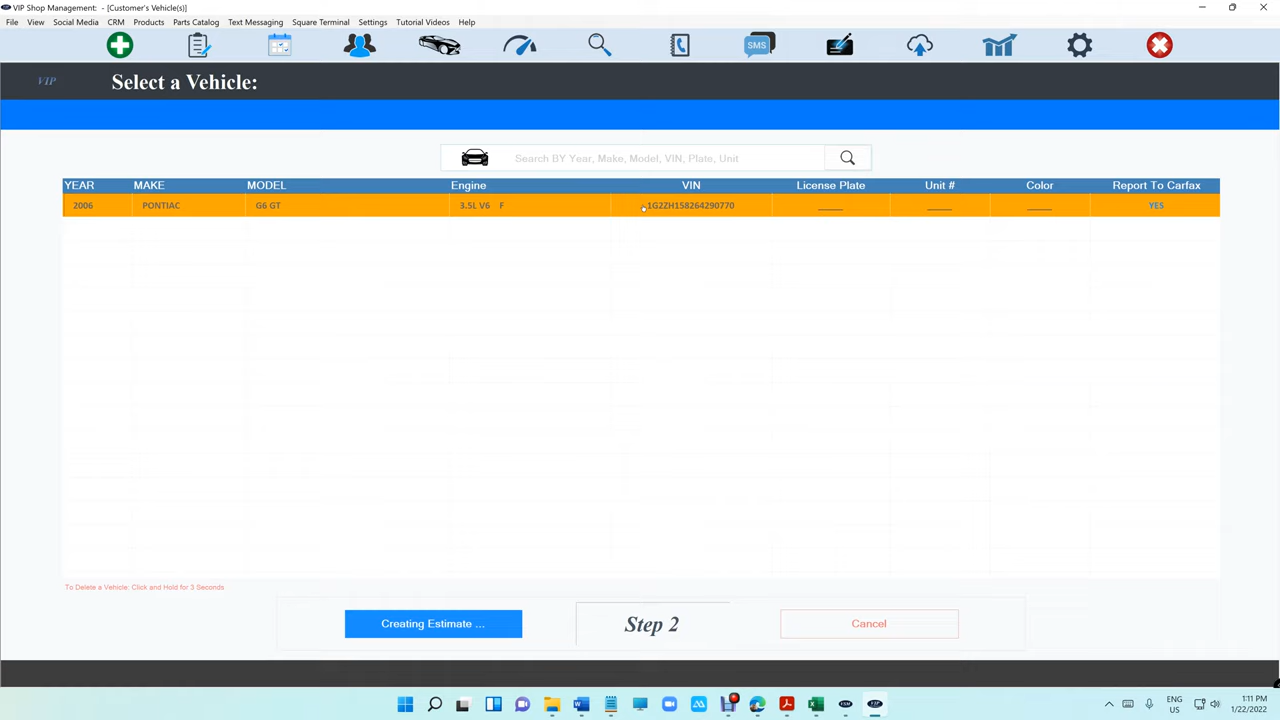 VIP Shop Management: - [Customer's Vehicle(s)]
File View Social Media CRM Products Parts Catalog Text Messaging Square Terminal Settings Tutorial Videos Help
SMS
VIP Select a Vehicle:
Search BY Year, Make, Model, VIN, Plate, Unit
YEAR MAKE MODEL Engine VIN License Plate Unit # Color Report To Carfax
2006 PONTIAC G6 GT 3.5L V6 F 1G2ZH158264290770 YES
To Delete a Vehicle: Click and Hold for 3 Seconds
Creating Estimate ... Step 2 Cancel
ENG
US
1:11 PM
1/22/2022